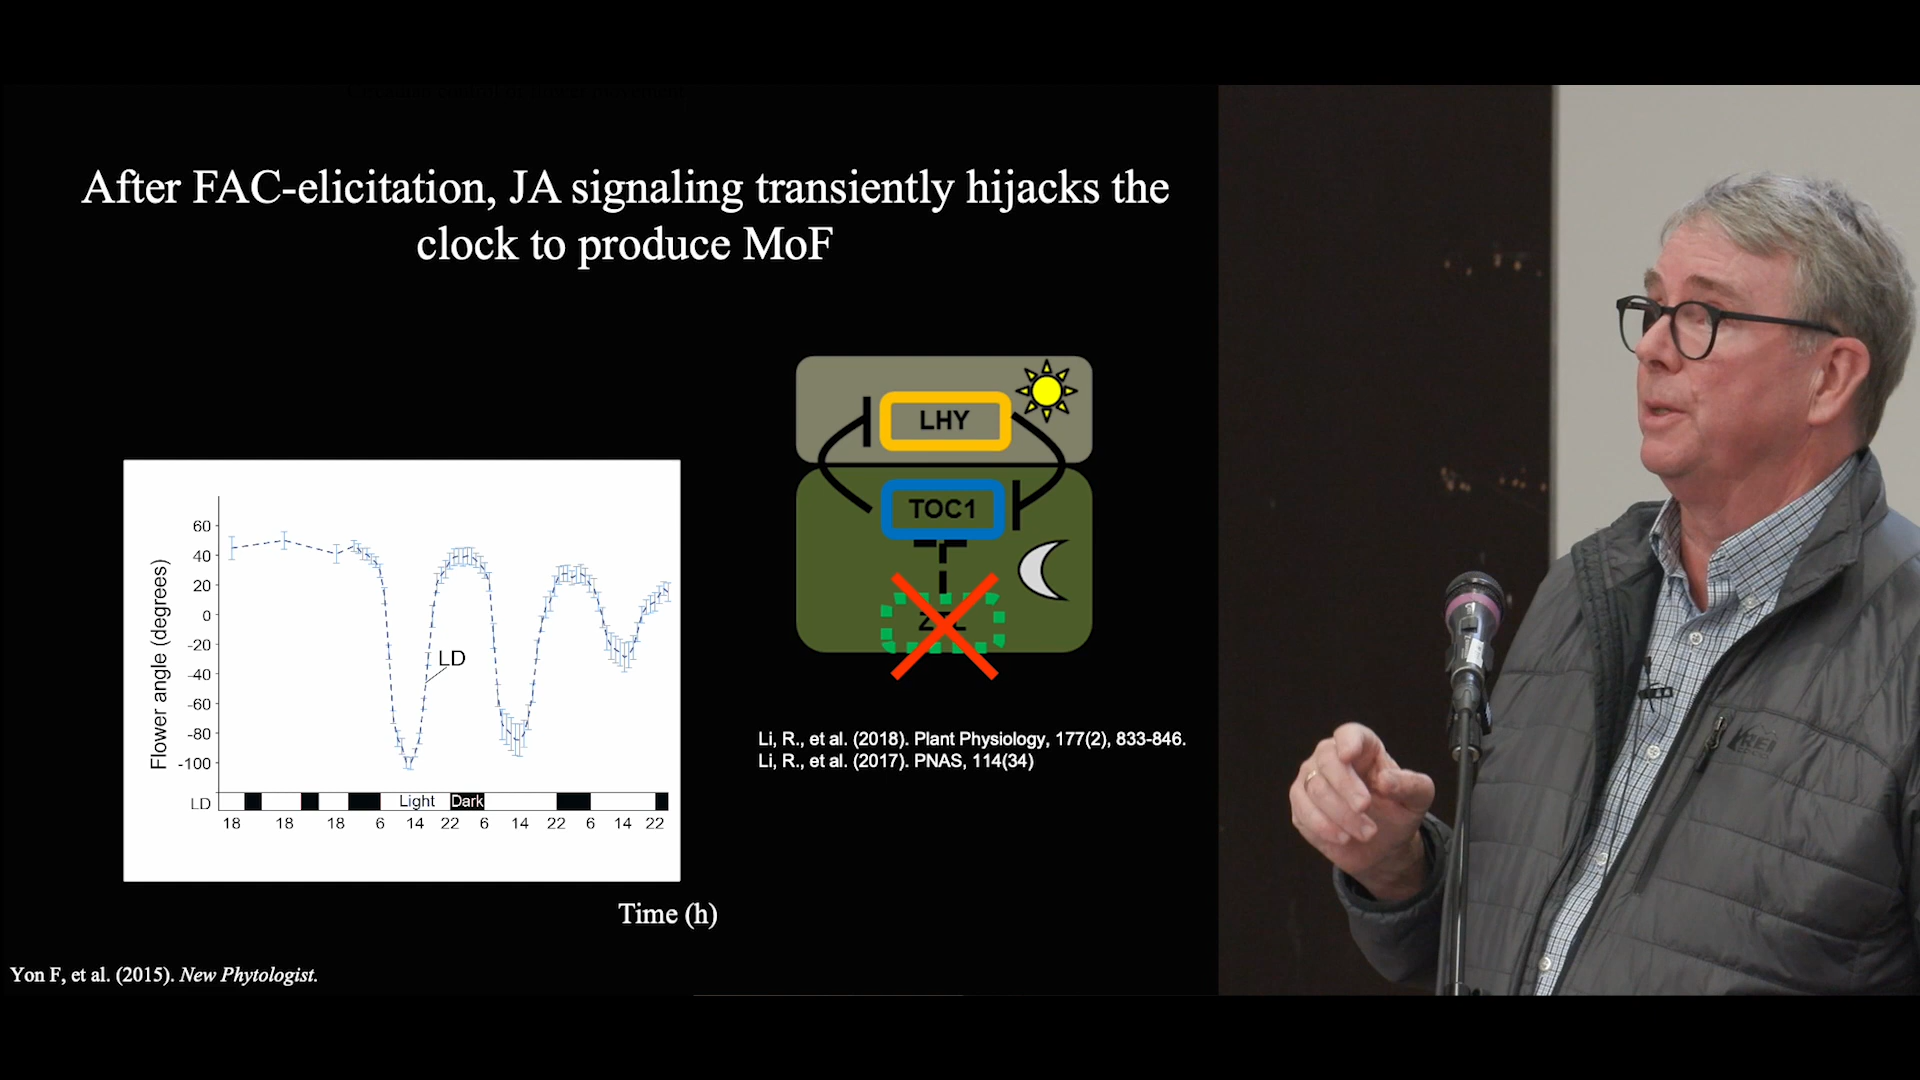 After FAC-elicitation, JA signaling transiently hijacks the
clock to produce MoF
LHY
TOC1
60
40
20
0
-20
-40
-60
-80
-100
Flower angle (degrees)
LD
LD
Light
Dark
18 18 18 6 14 22 6 14 22 6 14 22
Time (h)
Li, R., et al. (2018). Plant Physiology, 177(2), 833-846.
Li, R., et al. (2017). PNAS, 114(34)
Yon F, et al. (2015). New Phytologist.
REI